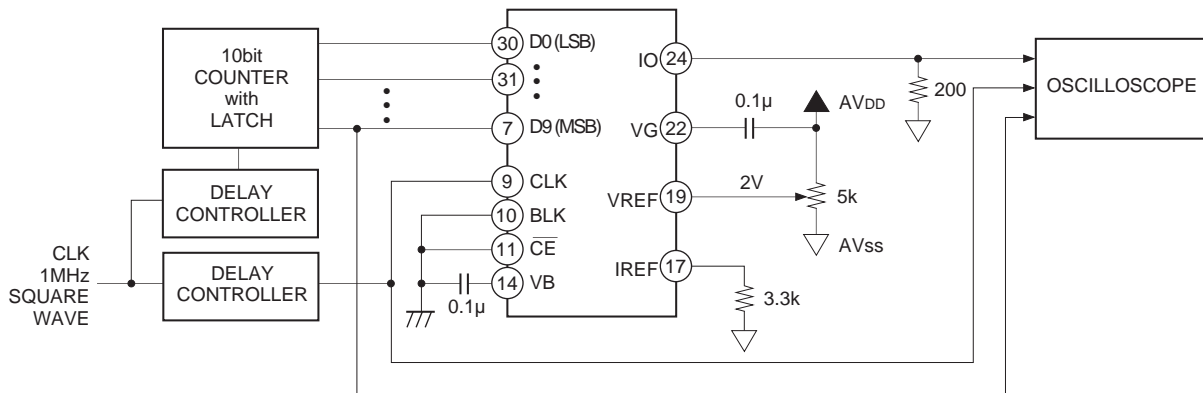 10bit
COUNTER
with
LATCH
DELAY
CONTROLLER
CLK
1MHz
SQUARE
WAVE
DELAY
CONTROLLER
30 D0 (LSB)
31
7 D9 (MSB)
9 CLK
10 BLK
11 CE
14 VB
0.1μ
IO 24
VG 22
VREF 19
IREF 17
0.1μ
AVDD
2V
5k
AVss
3.3k
200
OSCILLOSCOPE